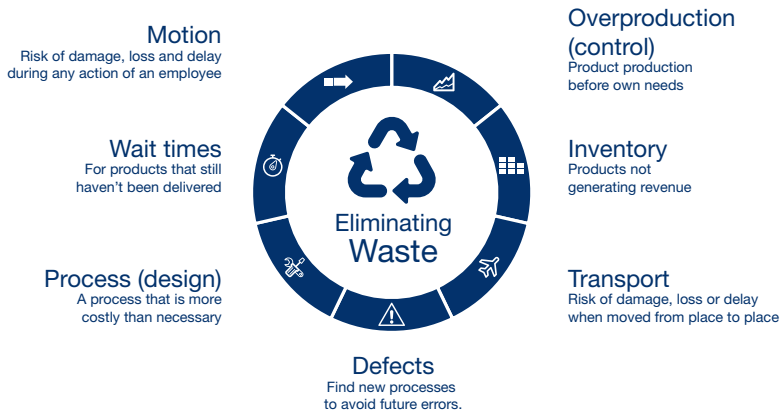 Motion
Risk of damage, loss and delay
during any action of an employee
Overproduction
(control)
Product production
before own needs
Wait times
For products that still
haven't been delivered
Inventory
Products not
generating revenue
Eliminating
Waste
Process (design)
A process that is more
costly than necessary
Transport
Risk of damage, loss or delay
when moved from place to place
Defects
Find new processes
to avoid future errors.